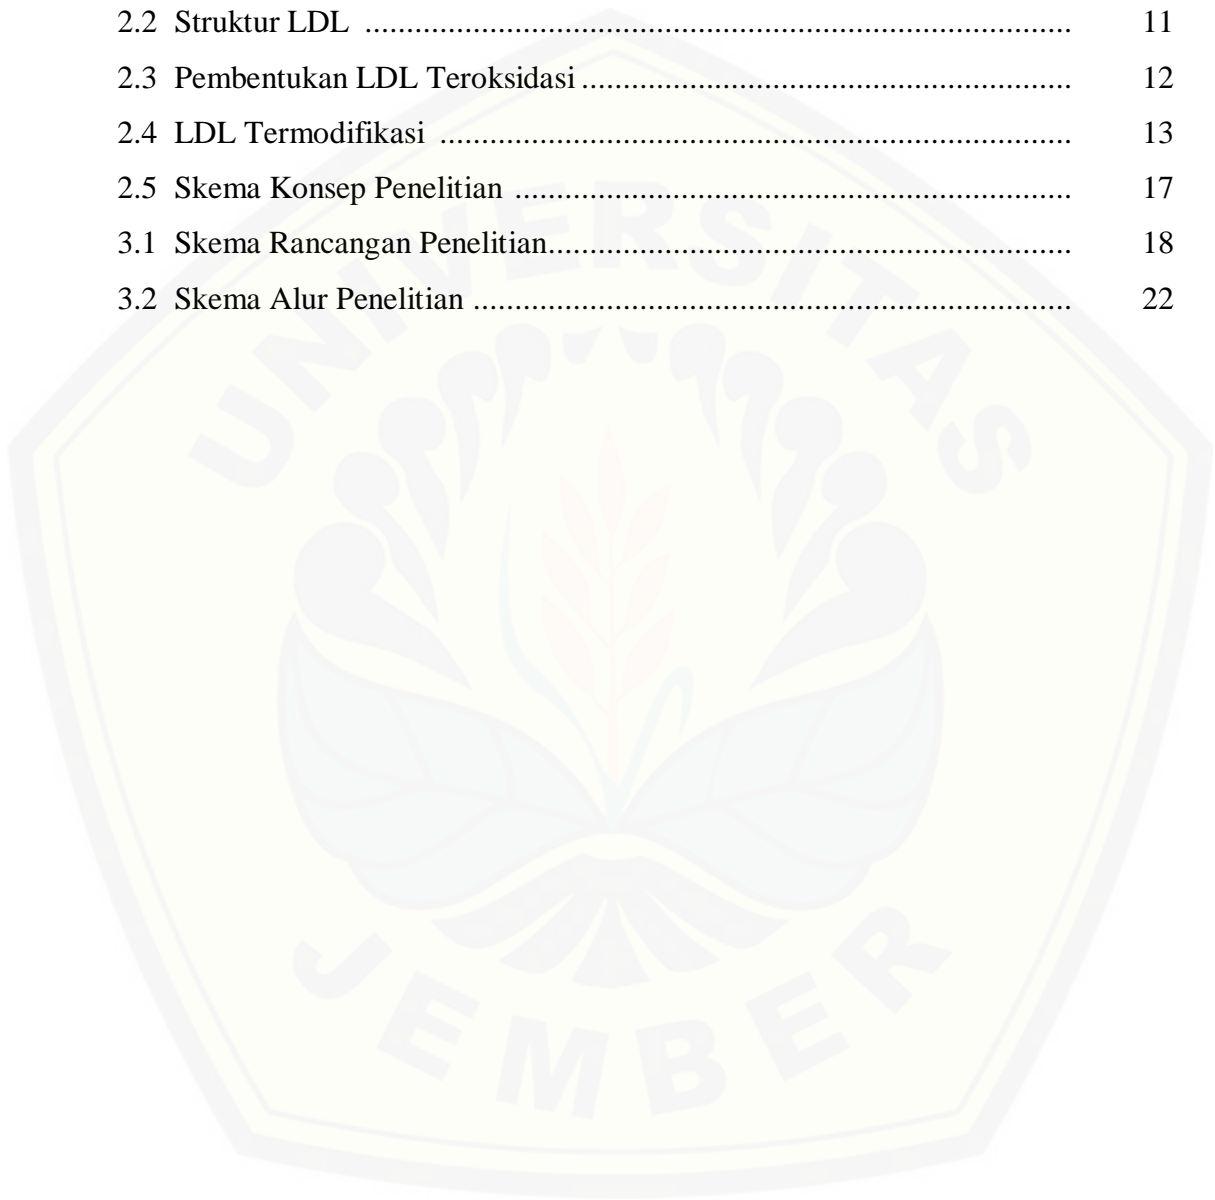 2.2 Struktur LDL ..................................................................................... 11
2.3 Pembentukan LDL Teroksidasi ........................................................... 12
2.4 LDL Termodifikasi ............................................................................ 13
2.5 Skema Konsep Penelitian ................................................................... 17
3.1 Skema Rancangan Penelitian............................................................... 18
3.2 Skema Alur Penelitian ........................................................................ 22
UNIVERSITAS
JEMBER